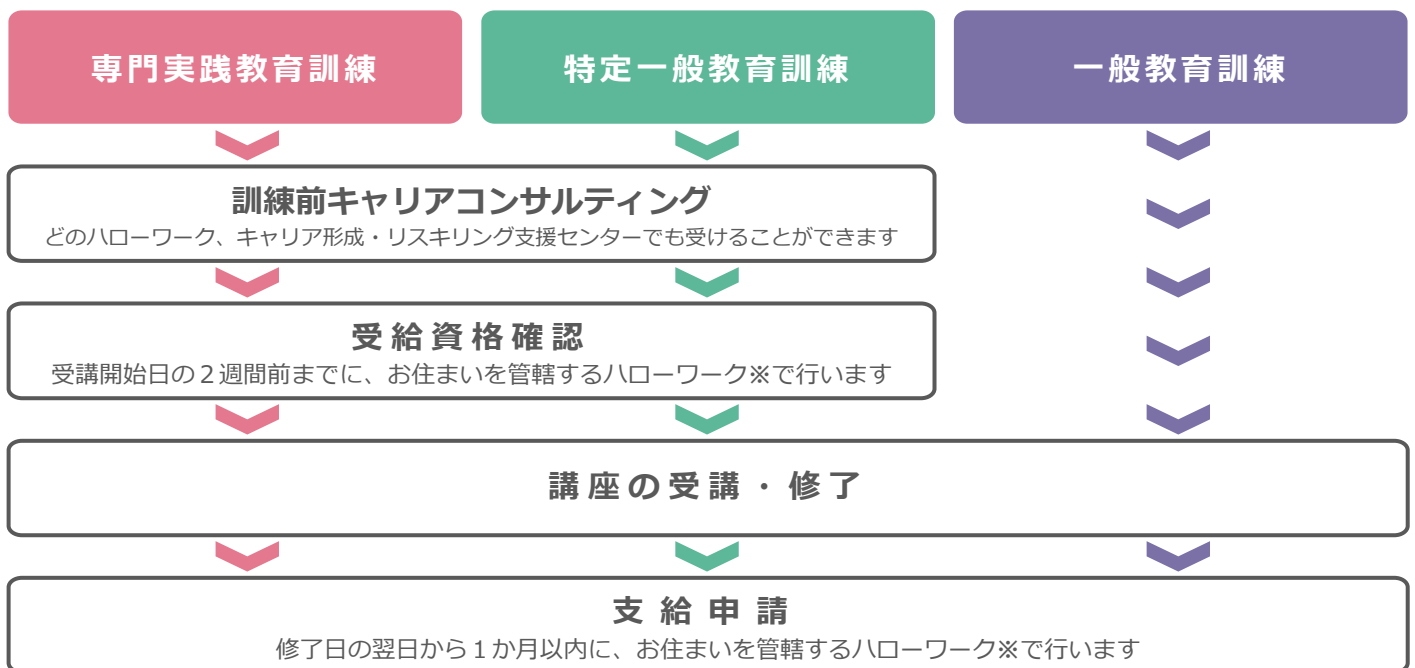 専門実践教育訓練
特定一般教育訓練
一般教育訓練
訓練前キャリアコンサルティング
どのハローワーク、キャリア形成・リスキリング支援センターでも受けることができます
受給資格確認
受講開始日の２週間前までに、お住まいを管轄するハローワーク※で行います
講座の受講・修了
支給申請
修了日の翌日から１か月以内に、お住まいを管轄するハローワーク※で行います